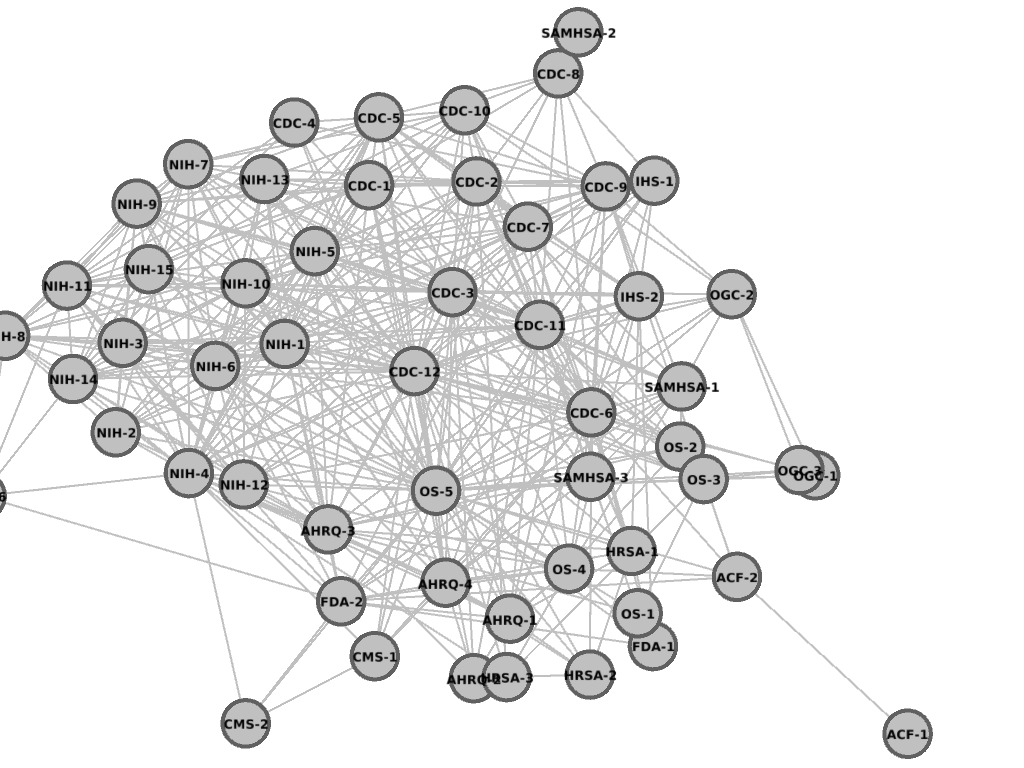 SAMHSA-2
CDC-8
CDC-10
CDC-5
CDC-4
NIH-7
NIH-13
CDC-1
CDC-2
CDC-9
IHS-1
NIH-9
CDC-7
NIH-5
NIH-15
NIH-11
NIH-10
CDC-3
IHS-2
OGC-2
CDC-11
H-8
NIH-3
NIH-1
NIH-6
CDC-12
NIH-14
SAMHSA-1
CDC-6
NIH-2
OS-2
NIH-4
NIH-12
OS-5
SAMHSA-3
OS-3
OGC-3
OGC-1
6
AHRQ-3
HRSA-1
OS-4
ACF-2
AHRQ-4
FDA-2
AHRQ-1
OS-1
FDA-1
CMS-1
AHRQ-2
HRSA-3
HRSA-2
CMS-2
ACF-1